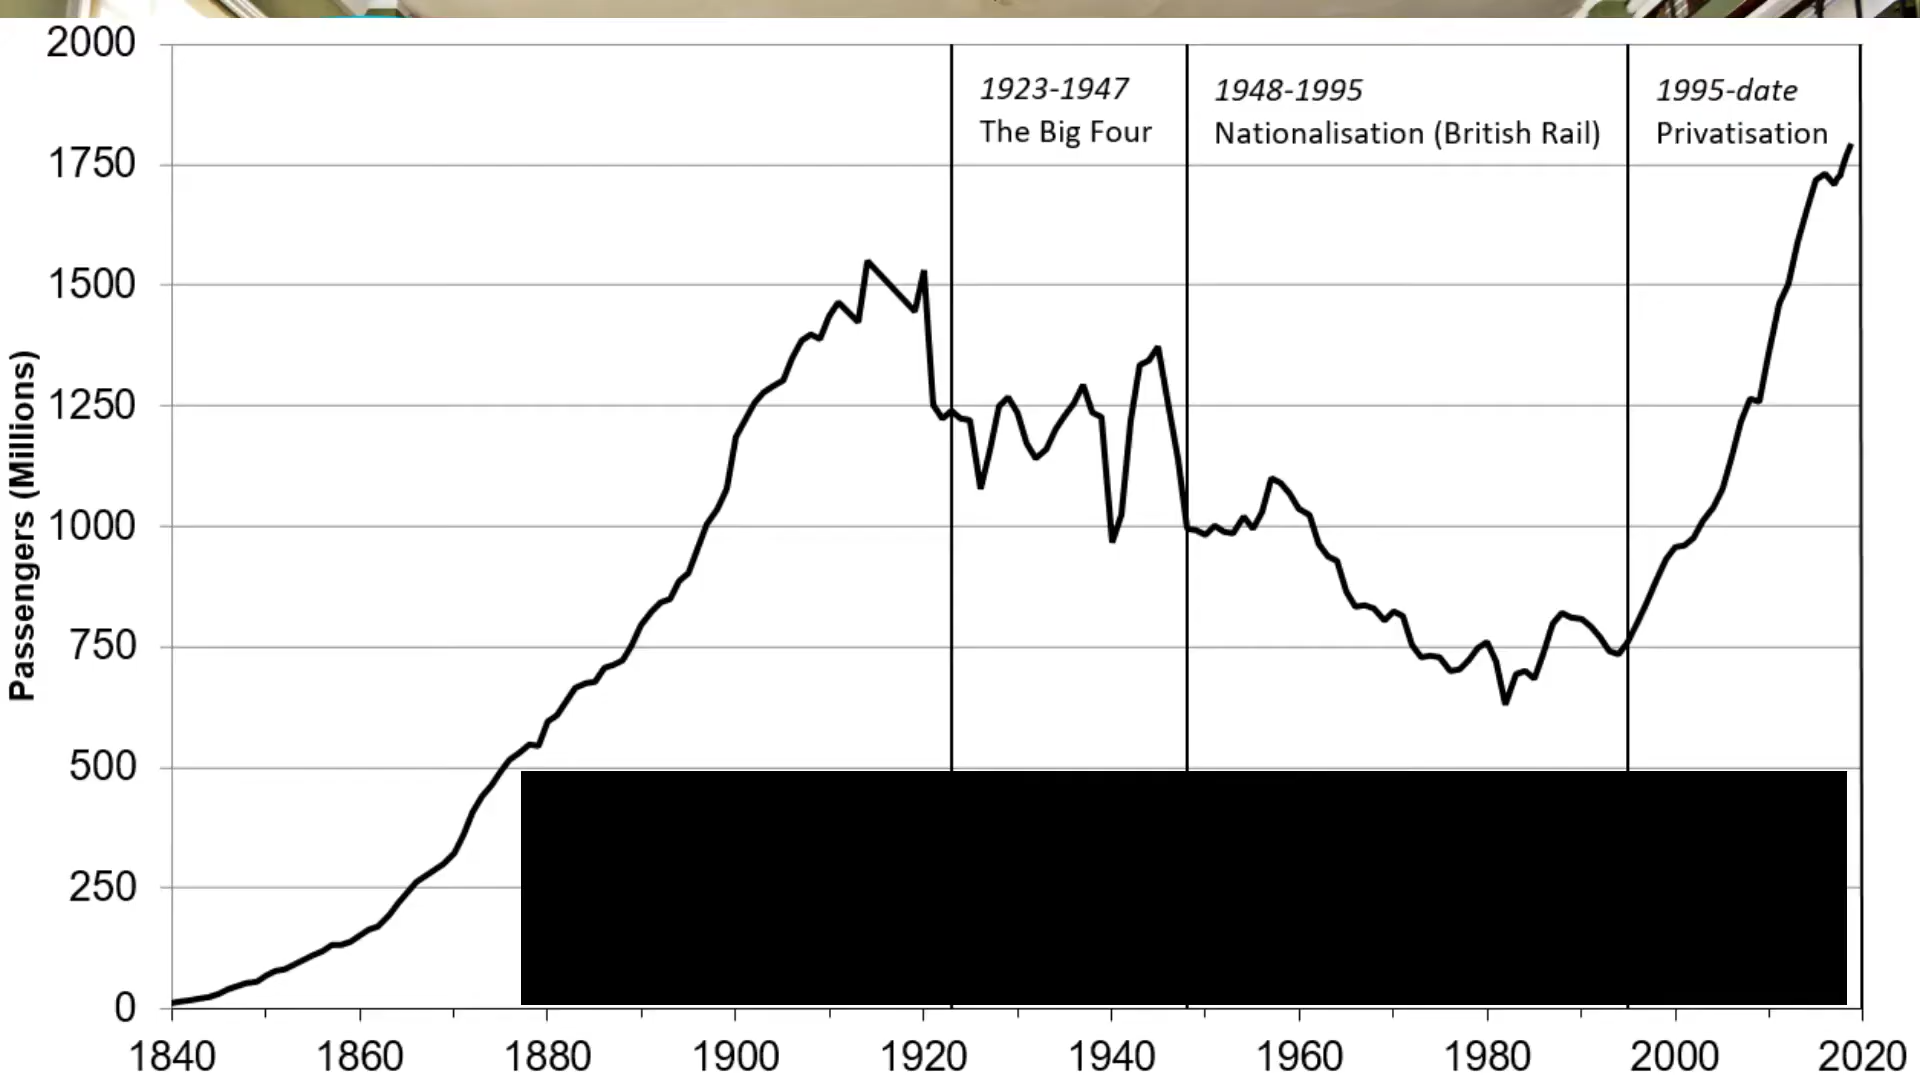 2000
1750
1500
1250
1000
750
500
250
0
Passengers (Millions)
1923-1947
The Big Four
1948-1995
Nationalisation (British Rail)
1995-date
Privatisation
1840 1860 1880 1900 1920 1940 1960 1980 2000 2020